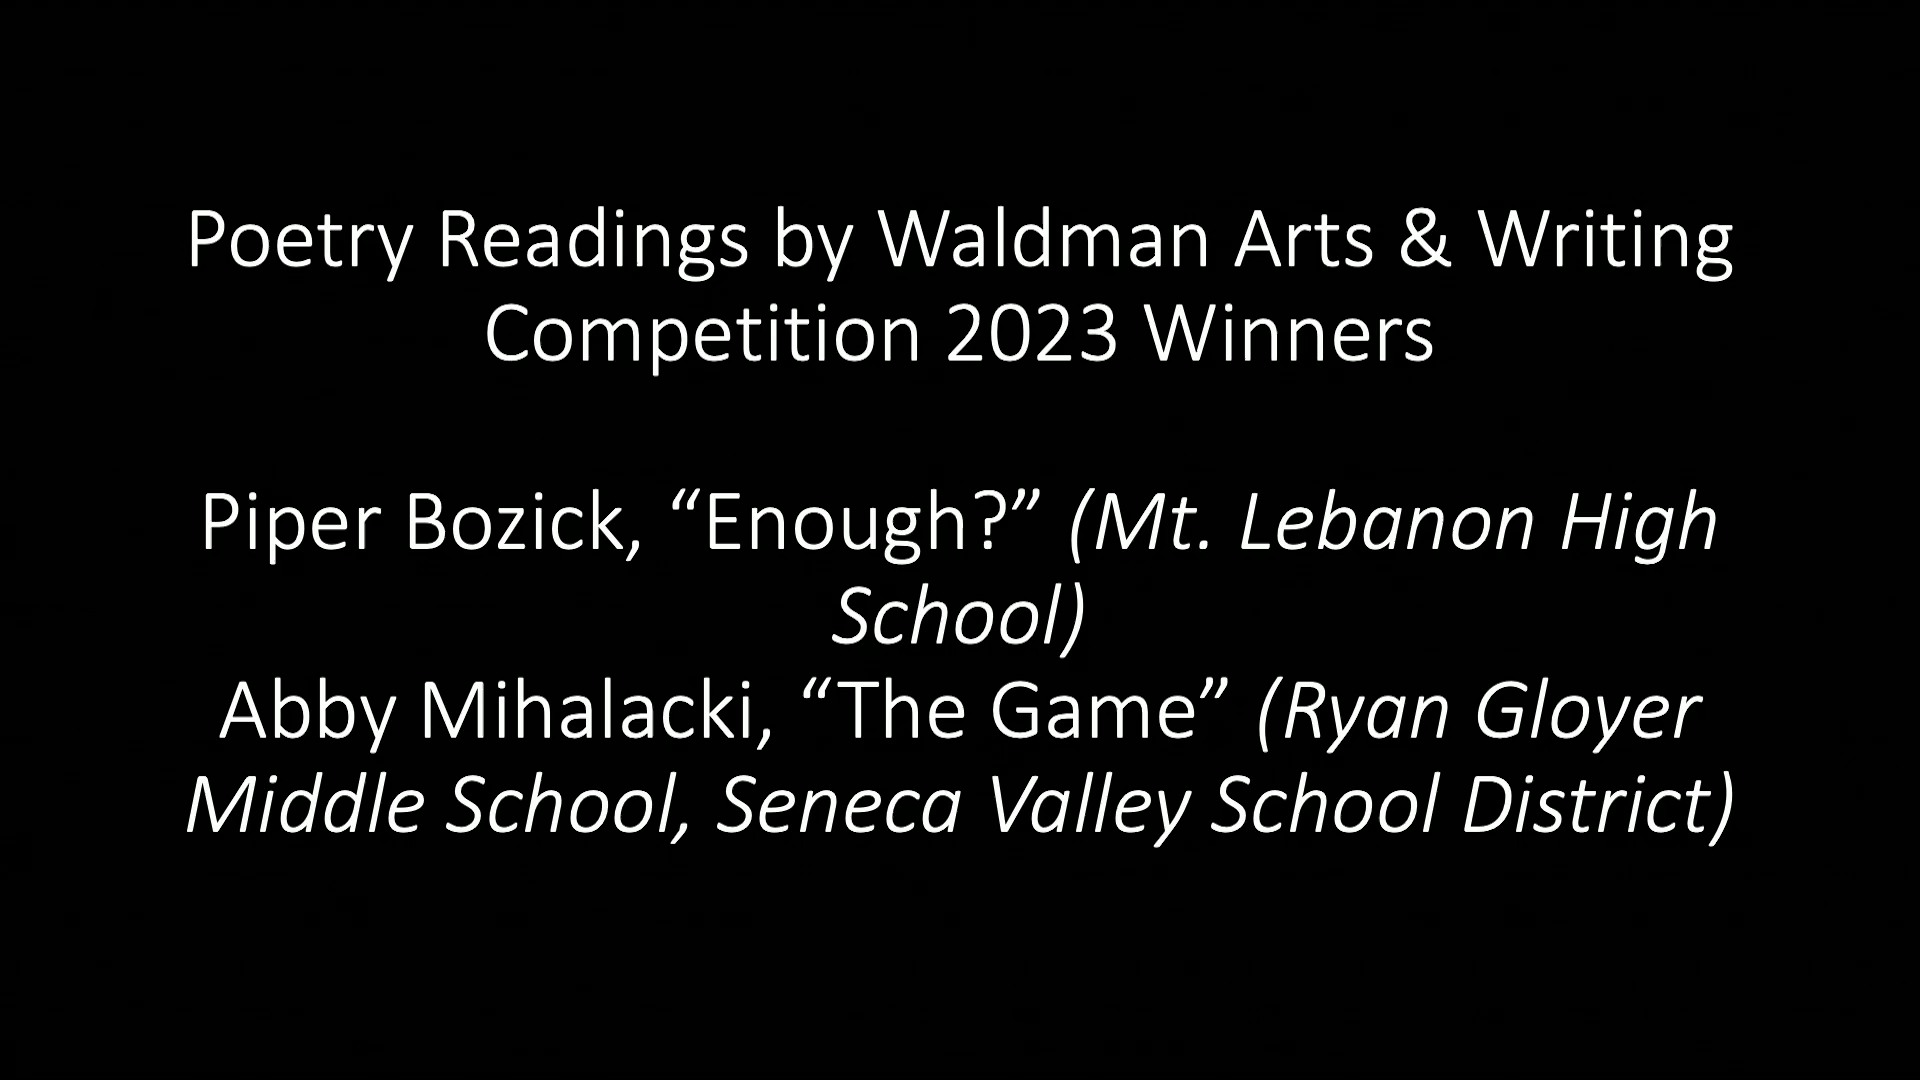 Poetry Readings by Waldman Arts & Writing
Competition 2023 Winners
Piper Bozick, “Enough?” (Mt. Lebanon High
School)
Abby Mihalacki, “The Game” (Ryan Gloyer
Middle School, Seneca Valley School District)